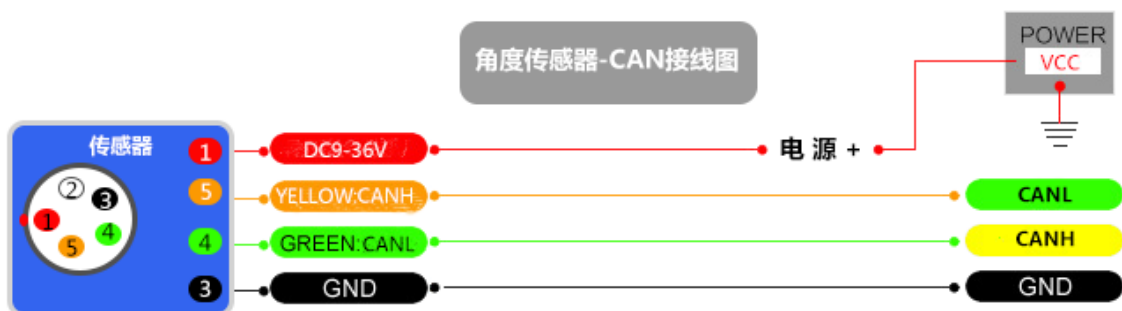 角度传感器-CAN接线图
POWER
VCC
传感器
1 DC9-36V 电 源 +
5 YELLOW:CANH CANL
4 GREEN:CANL CANH
3 GND GND
2
3
1
4
5